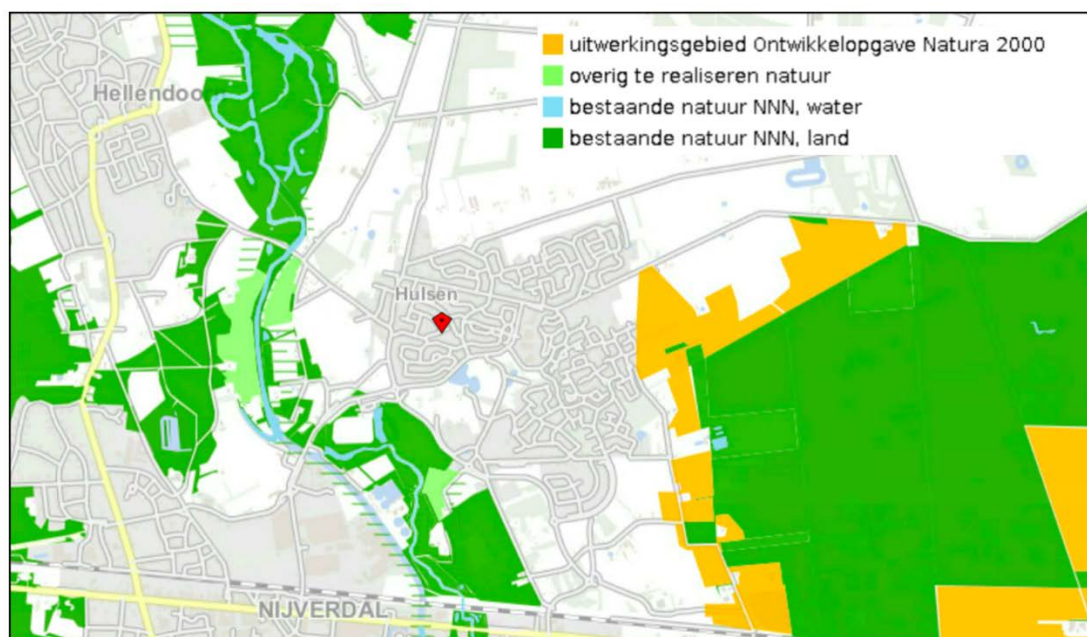 uitwerkingsgebied Ontwikkelopgave Natura 2000
overig te realiseren natuur
bestaande natuur NNN, water
bestaande natuur NNN, land
Hellendoorn
Hulsen
NIJVERDAL